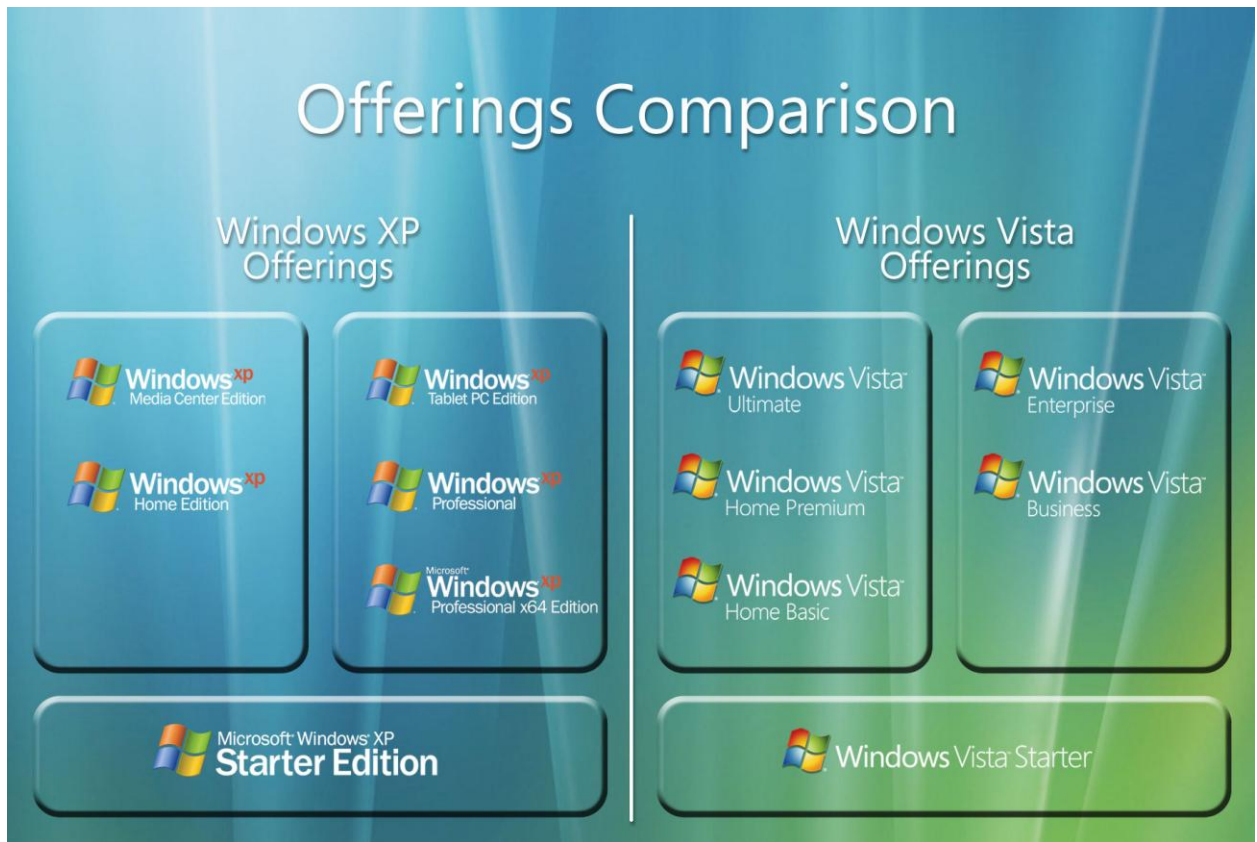 Offerings Comparison
Windows XP
Offerings
Windows xp
Media Center Edition
Windows xp
Home Edition
Windows xp
Tablet PC Edition
Windows xp
Professional
Microsoft
Windows xp
Professional x64 Edition
Microsoft Windows XP
Starter Edition
Windows Vista
Offerings
Windows Vista
Ultimate
Windows Vista
Home Premium
Windows Vista
Home Basic
Windows Vista
Enterprise
Windows Vista
Business
Windows Vista Starter